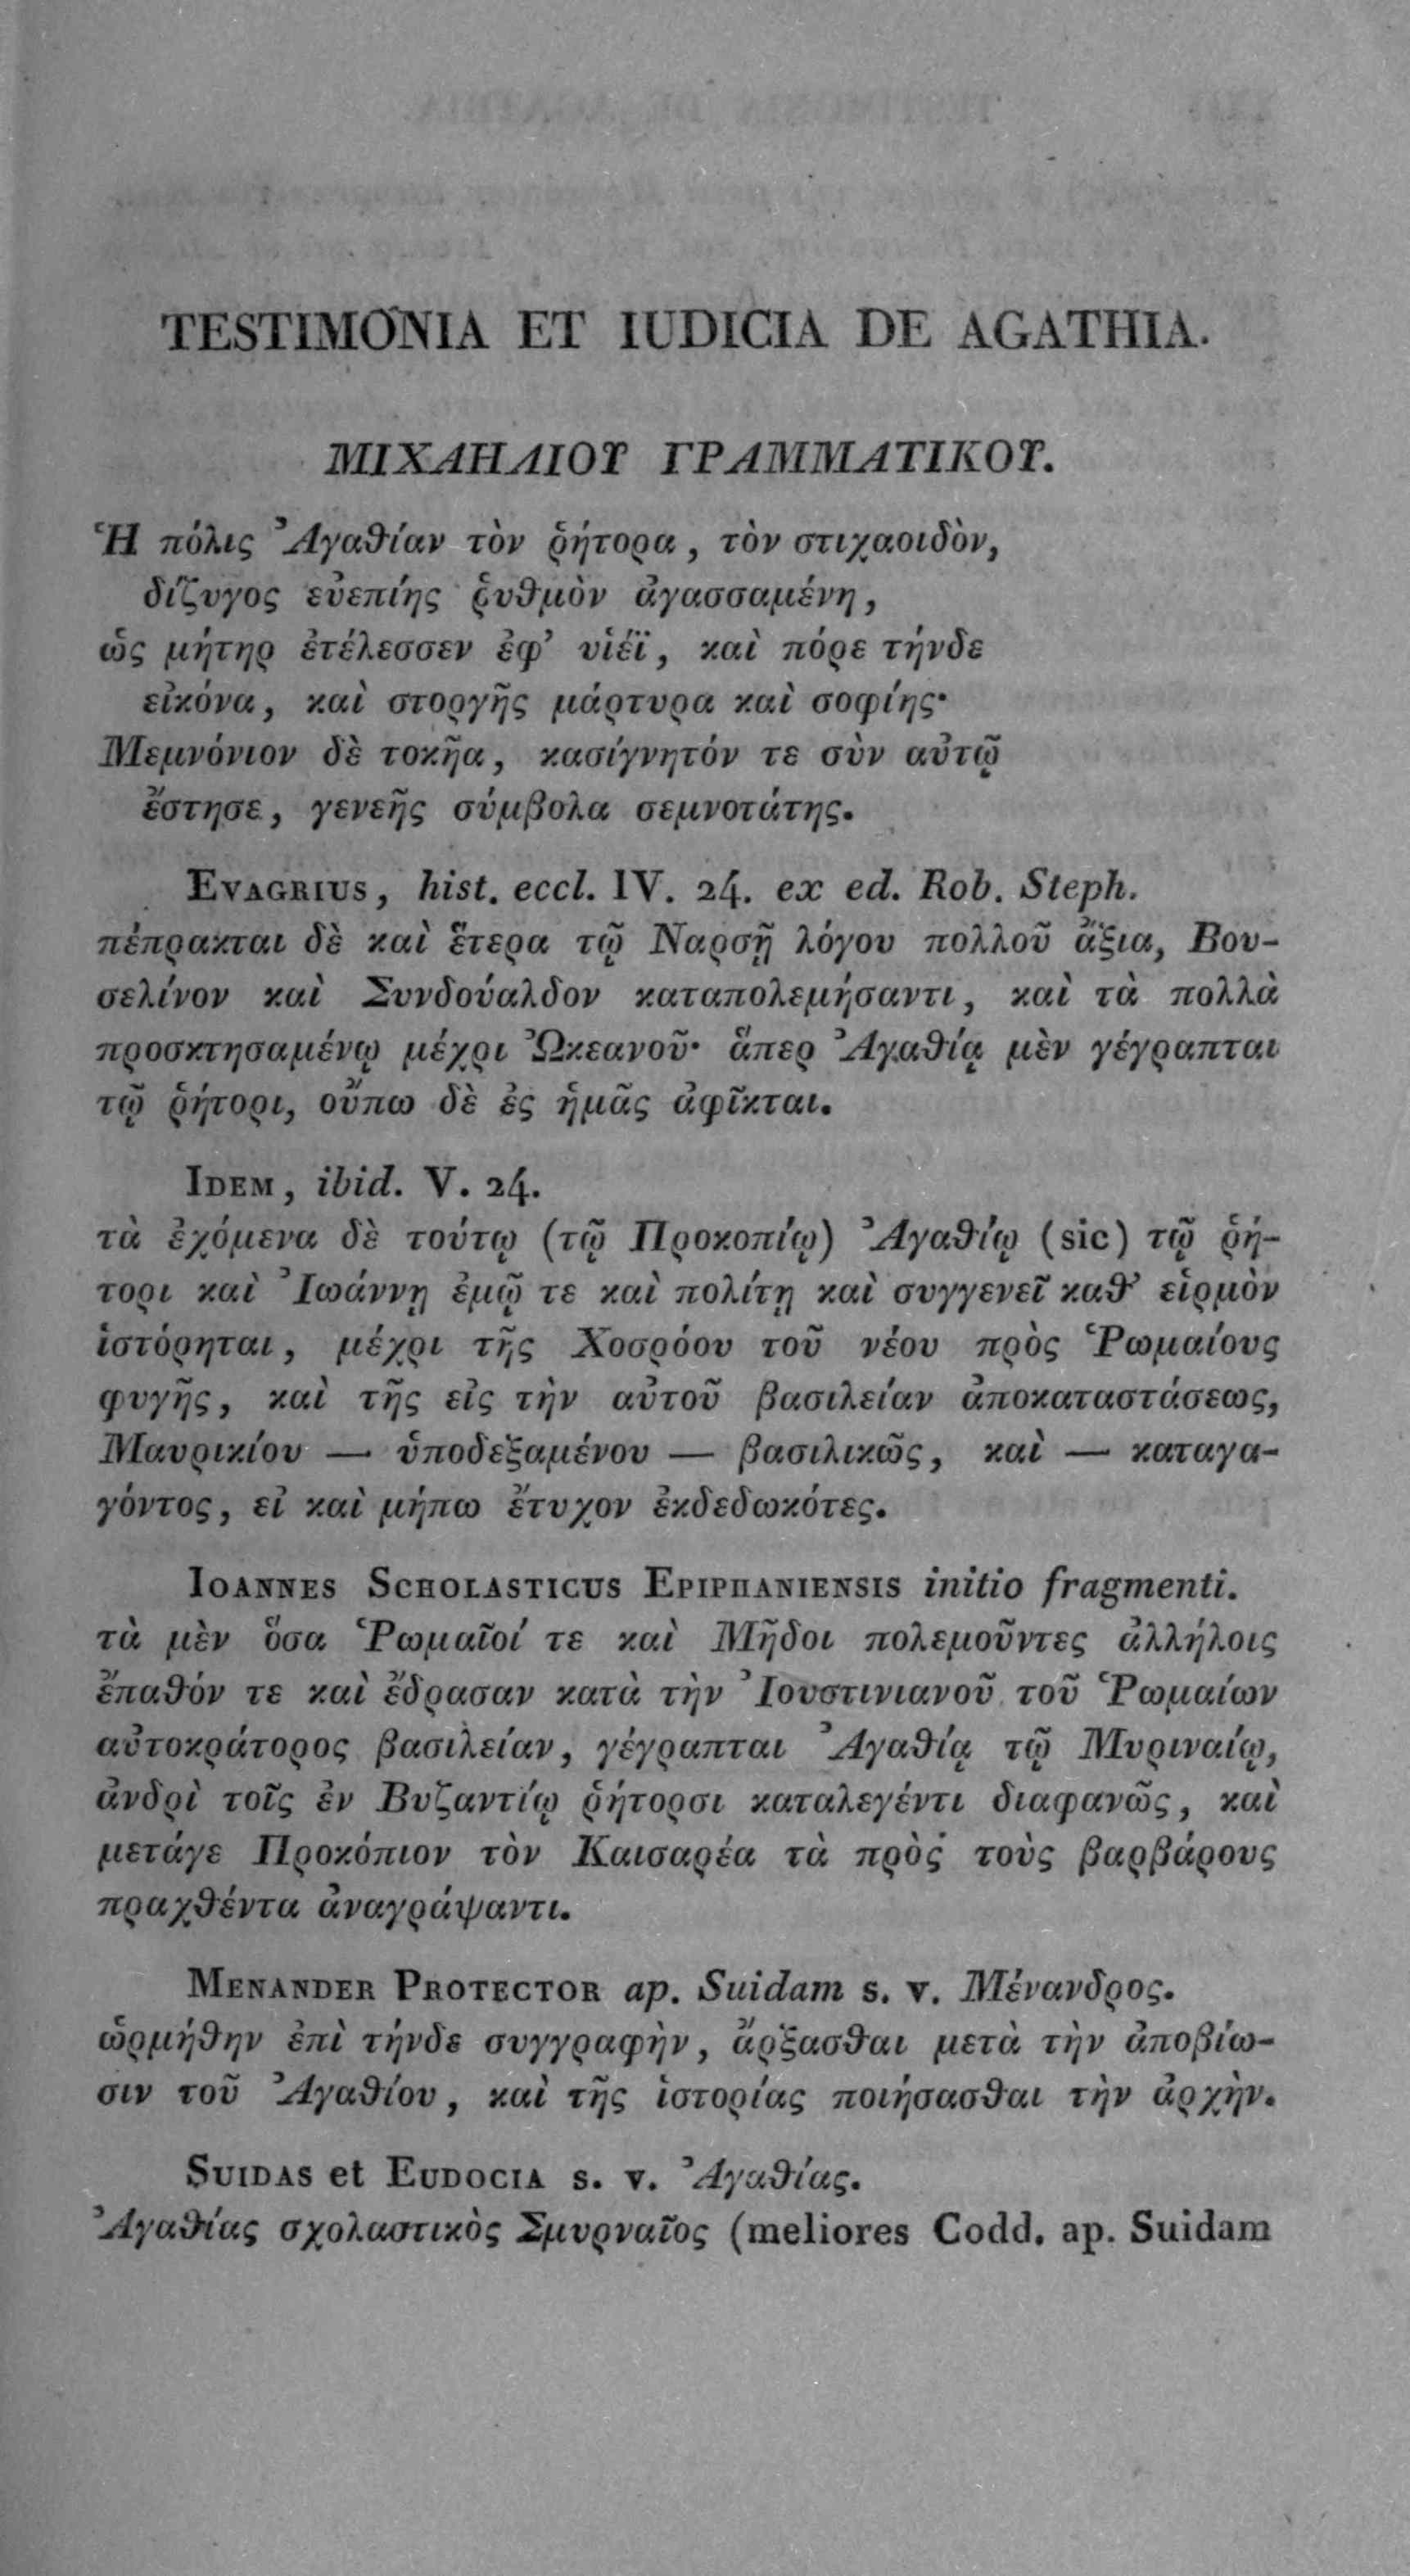 TESTIMONIA ET IUDICIA DE AGATHIA.
ΜΙΧΑΗΛΙΟΥ ΓΡΑΜΜΑΤΙΚΟΥ.
Ἡ πόλις Ἀγαθίαν τὸν ῥήτορα, τὸν στιχαοιδὸν,
δίζυγος εὐεπίης ῥυθμὸν ἀγασσαμένη,
ὡς μήτηρ ἐτέλεσσεν ἐφ’ υἱέϊ, καὶ πόρε τήνδε
εἰκόνα, καὶ στοργῆς μάρτυρα καὶ σοφίης·
Μεμνόνιον δὲ τοκῆα, κασίγνητόν τε σὺν αὐτῷ
ἔστησε, γενεῆς σύμβολα σεμνοτάτης.
EVAGRIUS, hist. eccl. IV. 24. ex ed. Rob. Steph.
πέπρακται δὲ καὶ ἕτερα τῷ Ναρσῇ λόγου πολλοῦ ἄξια, Βου-
σελίνον καὶ Συνδούαλδον καταπολεμήσαντι, καὶ τὰ πολλὰ
προσκτησαμένῳ μέχρι Ὠκεανοῦ· ἅπερ Ἀγαθίᾳ μὲν γέγραπται
τῷ ῥήτορι, οὔπω δὲ ἐς ἡμᾶς ἀφῖκται.
IDEM, ibid. V. 24.
τὰ ἐχόμενα δὲ τούτῳ (τῷ Προκοπίῳ) Ἀγαθίῳ (sic) τῷ ῥή-
τορι καὶ Ἰωάννῃ ἐμῷ τε καὶ πολίτῃ καὶ συγγενεῖ καθ’ εἱρμὸν
ἱστόρηται, μέχρι τῆς Χοσρόου τοῦ νέου πρὸς Ῥωμαίους
φυγῆς, καὶ τῆς εἰς τὴν αὐτοῦ βασιλείαν ἀποκαταστάσεως,
Μαυρικίου — ὑποδεξαμένου — βασιλικῶς, καὶ — καταγα-
γόντος, εἰ καὶ μήπω ἔτυχον ἐκδεδωκότες.
IOANNES SCHOLASTICUS EPIPHANIENSIS initio fragmenti.
τὰ μὲν ὅσα Ῥωμαῖοί τε καὶ Μῆδοι πολεμοῦντες ἀλλήλοις
ἔπαθόν τε καὶ ἔδρασαν κατὰ τὴν Ἰουστινιανοῦ τοῦ Ῥωμαίων
αὐτοκράτορος βασιλείαν, γέγραπται Ἀγαθίᾳ τῷ Μυριναίῳ,
ἀνδρὶ τοῖς ἐν Βυζαντίῳ ῥήτορσι καταλεγέντι διαφανῶς, καὶ
μετάγε Προκόπιον τὸν Καισαρέα τὰ πρὸς τοὺς βαρβάρους
πραχθέντα ἀναγράψαντι.
MENANDER PROTECTOR ap. Suidam s. v. Μένανδρος.
ὡρμήθην ἐπὶ τήνδε συγγραφὴν, ἄρξασθαι μετὰ τὴν ἀποβίω-
σιν τοῦ Ἀγαθίου, καὶ τῆς ἱστορίας ποιήσασθαι τὴν ἀρχὴν.
SUIDAS et EUDOCIA s. v. Ἀγαθίας.
Ἀγαθίας σχολαστικὸς Σμυρναῖος (meliores Codd. ap. Suidam